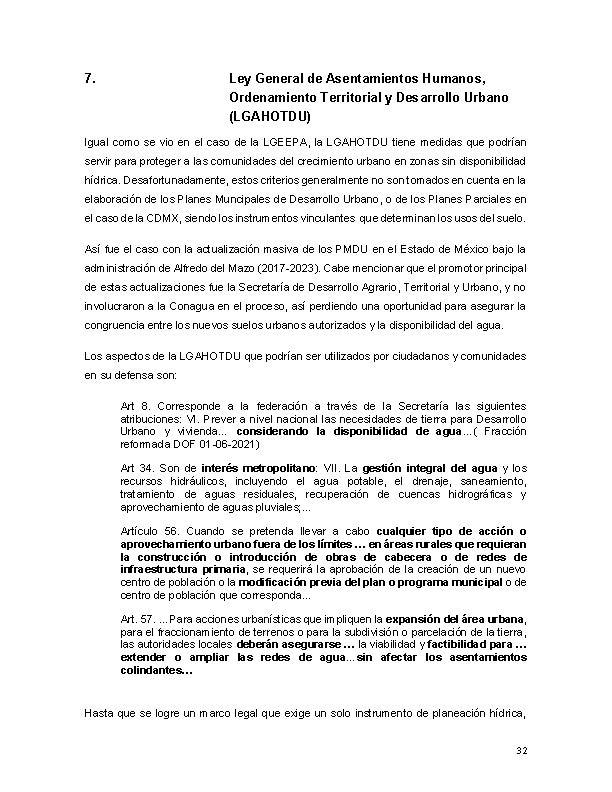 7. Ley General de Asentamientos Humanos,
Ordenamiento Territorial y Desarrollo Urbano
(LGAHOTDU)
Igual como se vio en el caso de la LGEEPA, la LGAHOTDU tiene medidas que podrían
servir para proteger a las comunidades del crecimiento urbano en zonas sin disponibilidad
hídrica. Desafortunadamente, estos criterios generalmente no son tomados en cuenta en la
elaboración de los Planes Muncipales de Desarrollo Urbano, o de los Planes Parciales en
el caso de la CDMX, siendo los instrumentos vinculantes que determinan los usos del suelo.
Así fue el caso con la actualización masiva de los PMDU en el Estado de México bajo la
administración de Alfredo del Mazo (2017-2023). Cabe mencionar que el promotor principal
de estas actualizaciones fue la Secretaría de Desarrollo Agrario, Territorial y Urbano, y no
involucraron a la Conagua en el proceso, así perdiendo una oportunidad para asegurar la
congruencia entre los nuevos suelos urbanos autorizados y la disponibilidad del agua.
Los aspectos de la LGAHOTDU que podrían ser utilizados por ciudadanos y comunidades
en su defensa son:
Art 8. Corresponde a la federación a través de la Secretaría las siguientes
atribuciones: VI. Prever a nivel nacional las necesidades de tierra para Desarrollo
Urbano y vivienda... considerando la disponibilidad de agua...( Fracción
reformada DOF 01-06-2021)
Art 34. Son de interés metropolitano: VII. La gestión integral del agua y los
recursos hidráulicos, incluyendo el agua potable, el drenaje, saneamiento,
tratamiento de aguas residuales, recuperación de cuencas hidrográficas y
aprovechamiento de aguas pluviales;...
Artículo 56. Cuando se pretenda llevar a cabo cualquier tipo de acción o
aprovechamiento urbano fuera de los límites ... en áreas rurales que requieran
la construcción o introducción de obras de cabecera o de redes de
infraestructura primaria, se requerirá la aprobación de la creación de un nuevo
centro de población o la modificación previa del plan o programa municipal o de
centro de población que corresponda...
Art. 57. ...Para acciones urbanísticas que impliquen la expansión del área urbana,
para el fraccionamiento de terrenos o para la subdivisión o parcelación de la tierra,
las autoridades locales deberán asegurarse ... la viabilidad y factibilidad para ...
extender o ampliar las redes de agua...sin afectar los asentamientos
colindantes...
Hasta que se logre un marco legal que exige un solo instrumento de planeación hídrica,
32